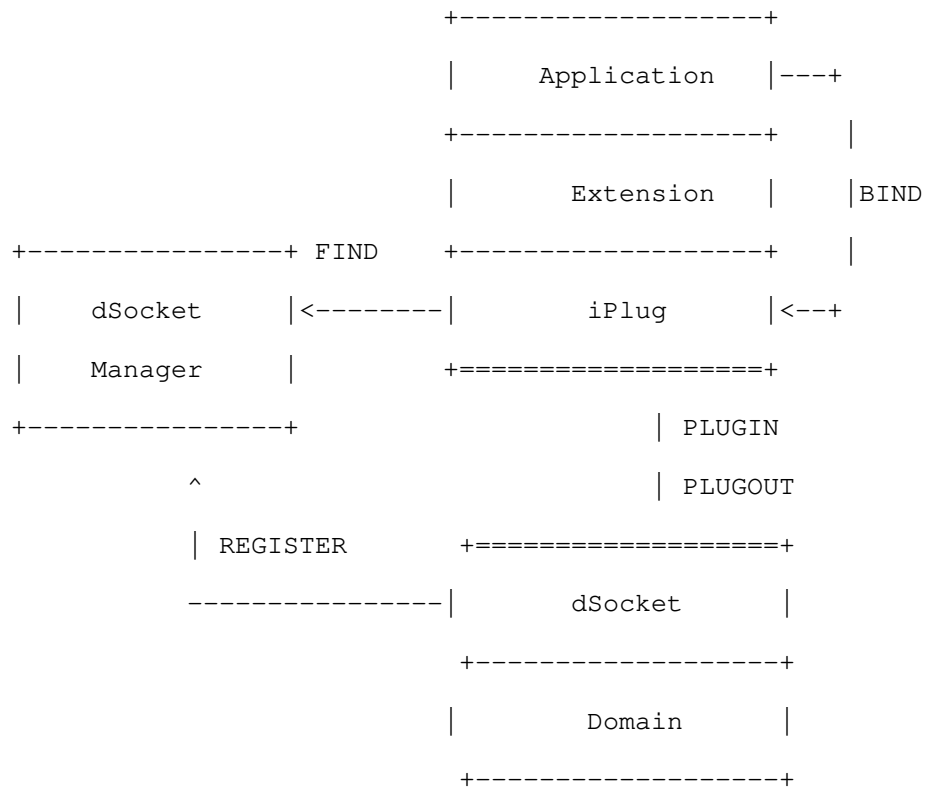 Application
Extension
BIND
FIND
dSocket
iPlug
Manager
PLUGIN
PLUGOUT
REGISTER
dSocket
Domain